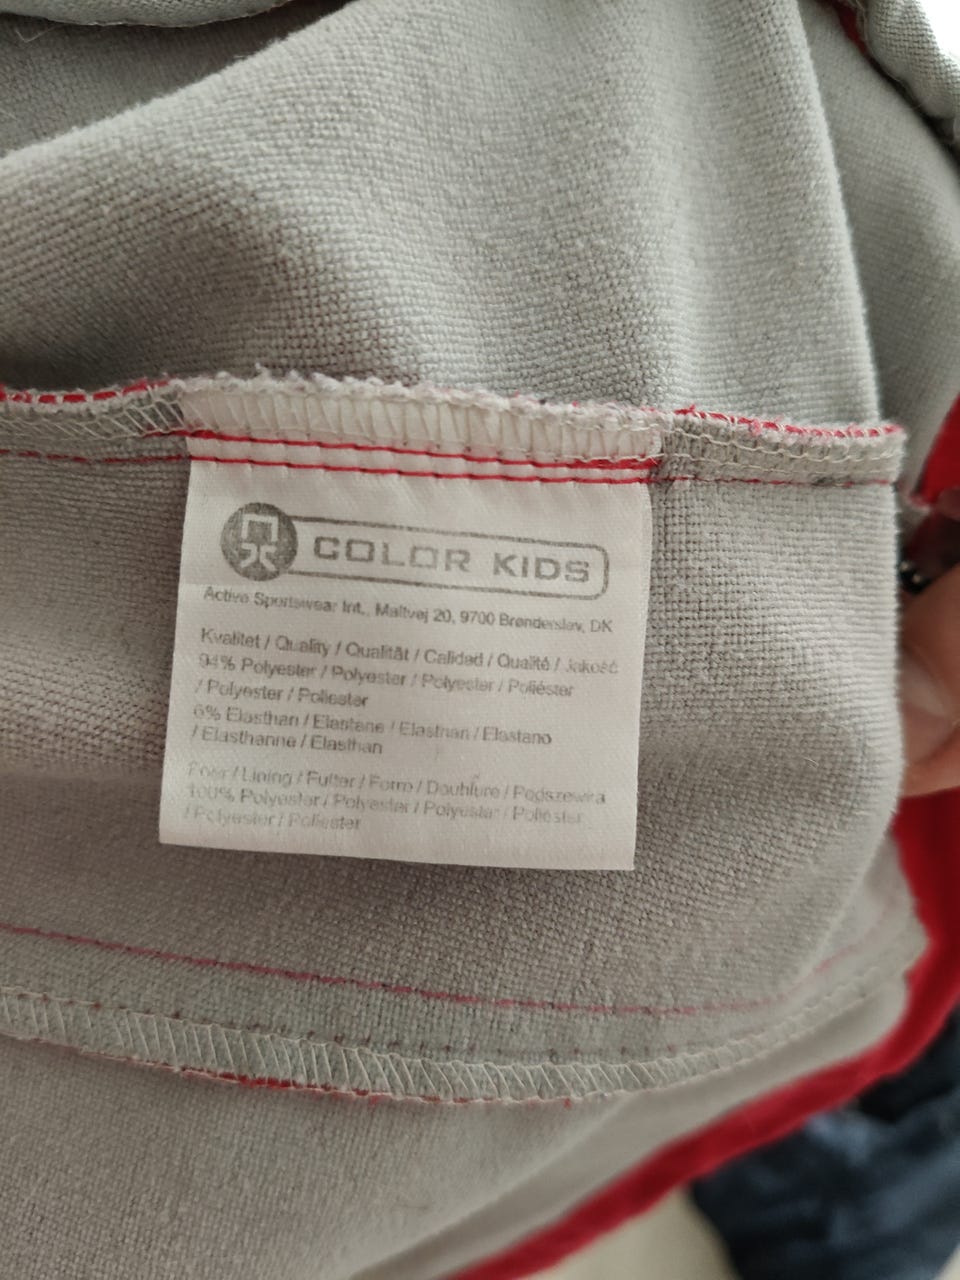 COLOR KIDS
Active Sportswear Int., Maltvej 20, 9700 Brønderslev, DK
Kvalitet / Quality / Qualität / Calided / Qualité / Jakość
94% Polyester / Polyester / Polyester / Poliéster
/ Polyester / Poliester
6% Elasthan / Elastane / Elasthan / Elastano
/ Elasthanne / Elasthan
Foer / Lining / Futter / Forro / Doublure / Podszewka
100% Polyester / Polyester / Polyester / Poliéster
/ Polyester / Poliester